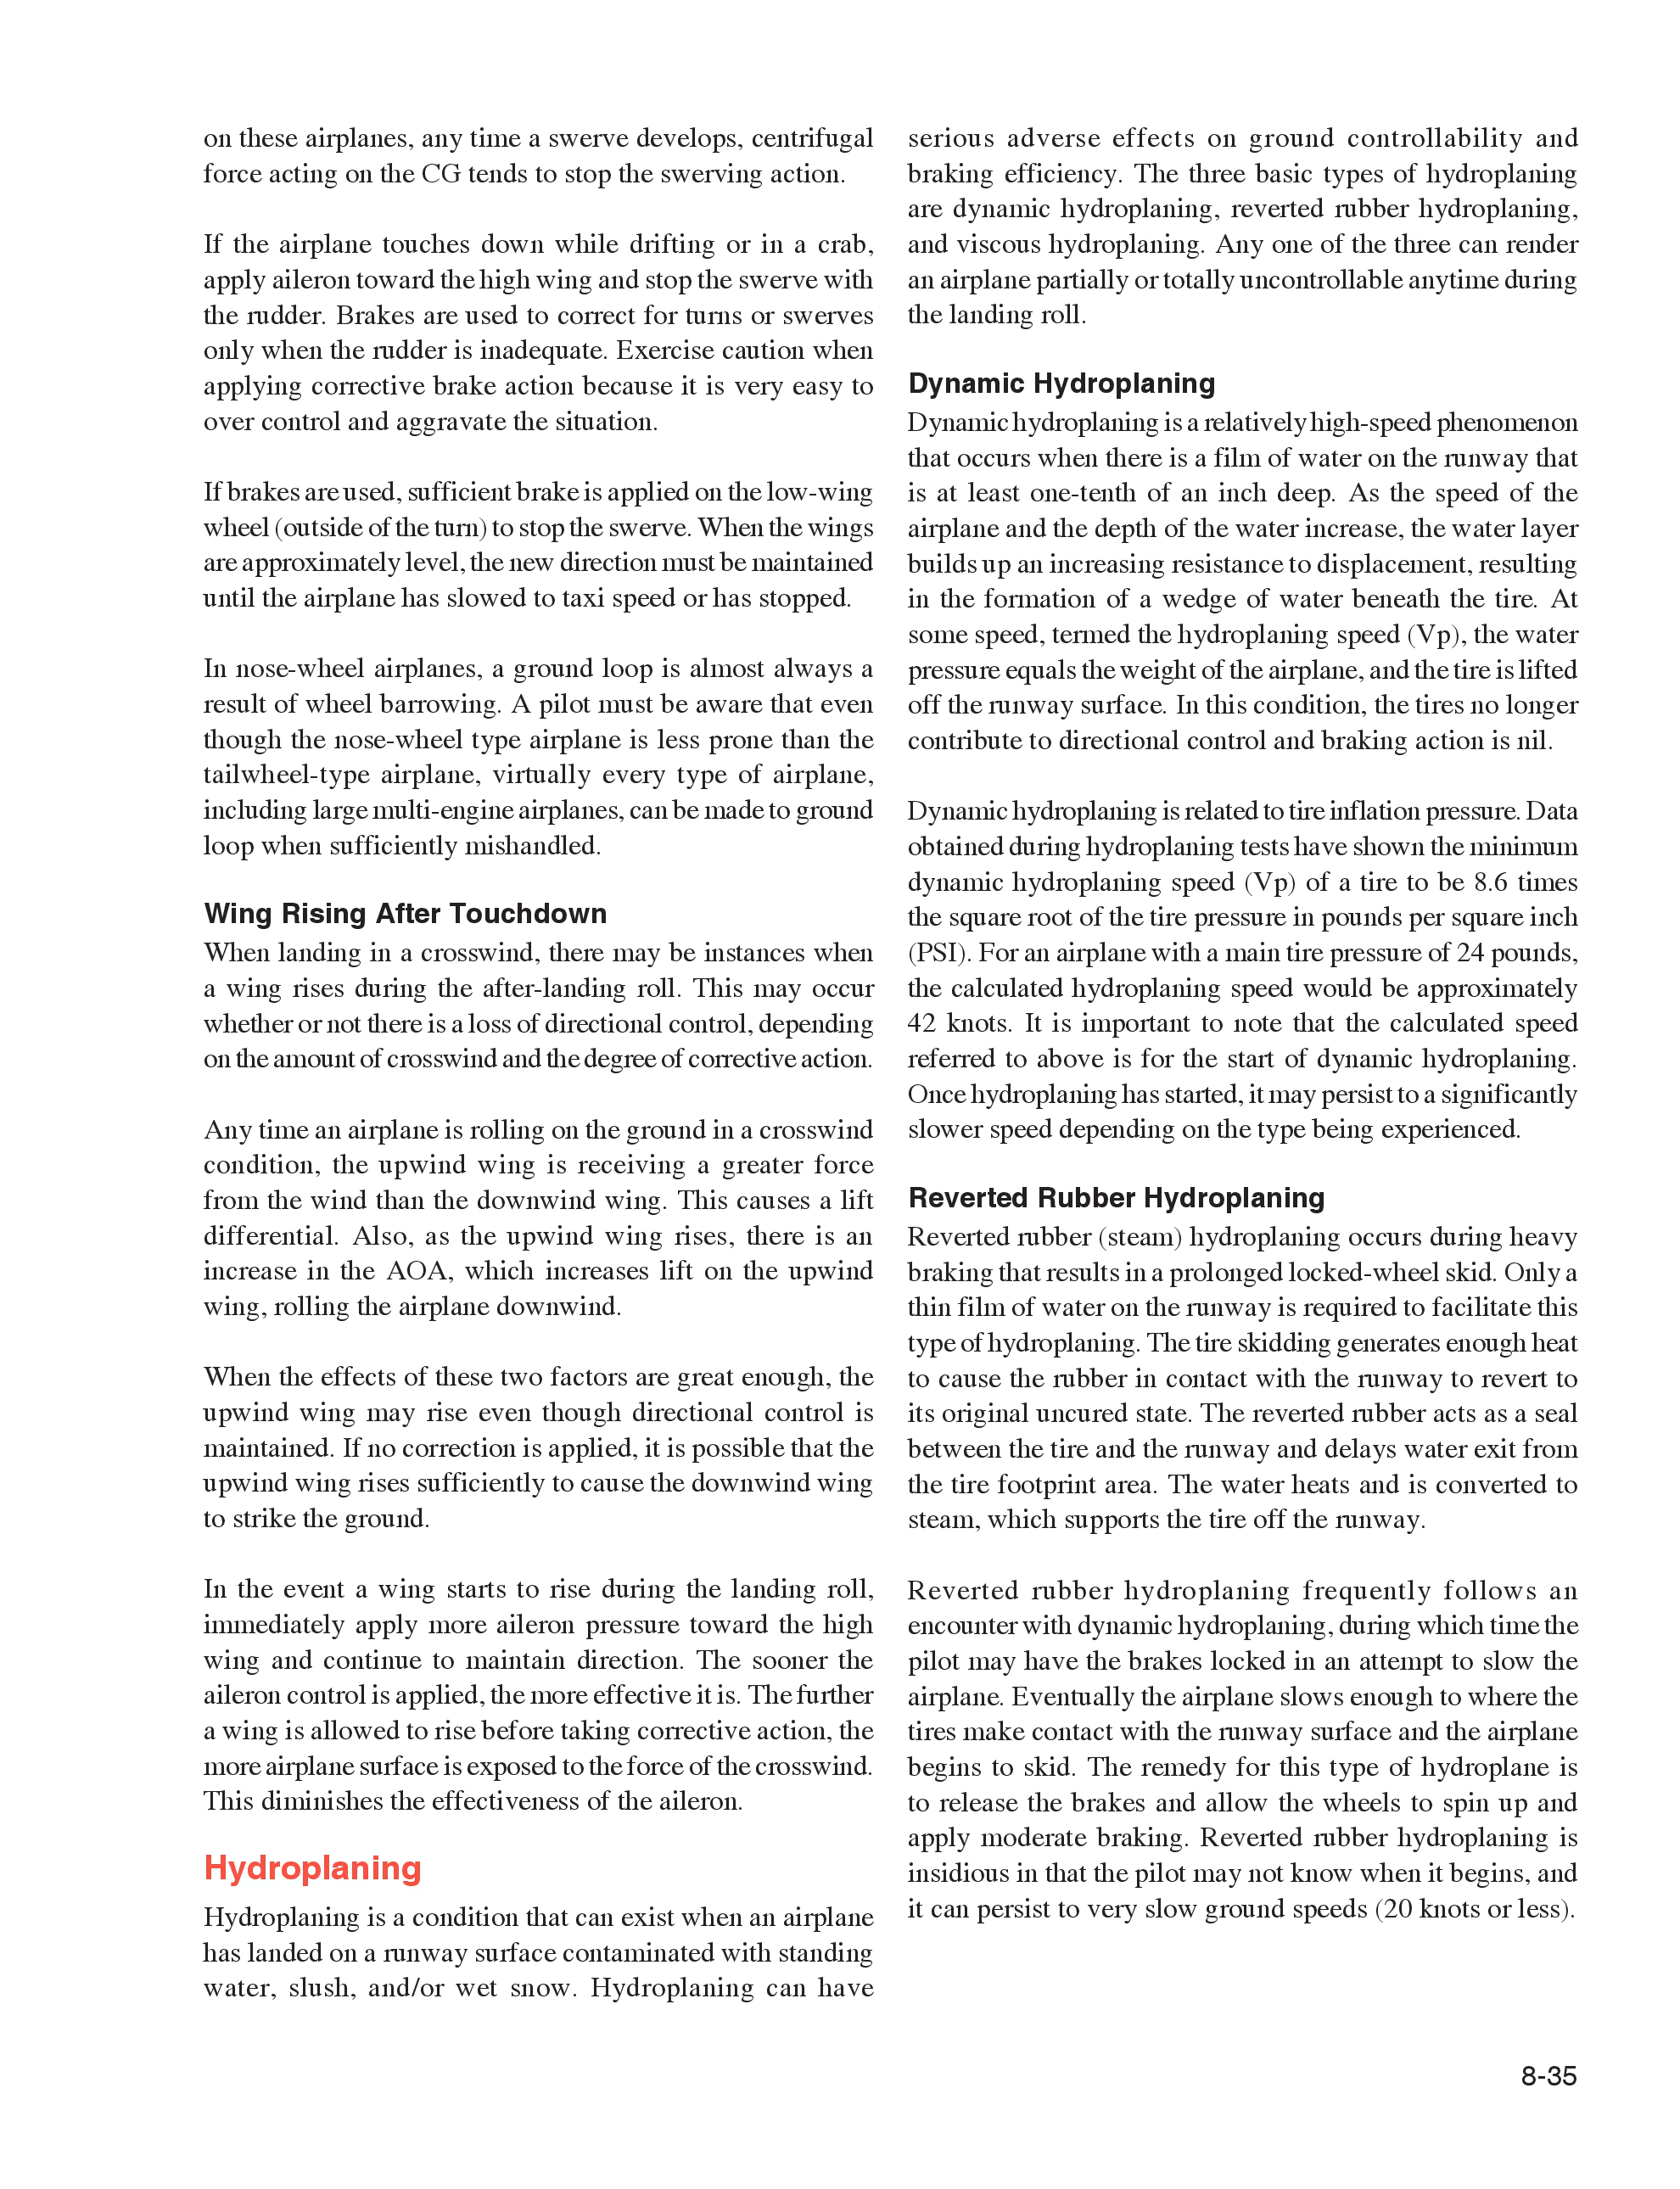 on these airplanes, any time a swerve develops, centrifugal
force acting on the CG tends to stop the swerving action.
If the airplane touches down while drifting or in a crab,
apply aileron toward the high wing and stop the swerve with
the rudder. Brakes are used to correct for turns or swerves
only when the rudder is inadequate. Exercise caution when
applying corrective brake action because it is very easy to
over control and aggravate the situation.
If brakes are used, sufficient brake is applied on the low-wing
wheel (outside of the turn) to stop the swerve. When the wings
are approximately level, the new direction must be maintained
until the airplane has slowed to taxi speed or has stopped.
In nose-wheel airplanes, a ground loop is almost always a
result of wheel barrowing. A pilot must be aware that even
though the nose-wheel type airplane is less prone than the
tailwheel-type airplane, virtually every type of airplane,
including large multi-engine airplanes, can be made to ground
loop when sufficiently mishandled.
Wing Rising After Touchdown
When landing in a crosswind, there may be instances when
a wing rises during the after-landing roll. This may occur
whether or not there is a loss of directional control, depending
on the amount of crosswind and the degree of corrective action.
Any time an airplane is rolling on the ground in a crosswind
condition, the upwind wing is receiving a greater force
from the wind than the downwind wing. This causes a lift
differential. Also, as the upwind wing rises, there is an
increase in the AOA, which increases lift on the upwind
wing, rolling the airplane downwind.
When the effects of these two factors are great enough, the
upwind wing may rise even though directional control is
maintained. If no correction is applied, it is possible that the
upwind wing rises sufficiently to cause the downwind wing
to strike the ground.
In the event a wing starts to rise during the landing roll,
immediately apply more aileron pressure toward the high
wing and continue to maintain direction. The sooner the
aileron control is applied, the more effective it is. The further
a wing is allowed to rise before taking corrective action, the
more airplane surface is exposed to the force of the crosswind.
This diminishes the effectiveness of the aileron.
Hydroplaning
Hydroplaning is a condition that can exist when an airplane
has landed on a runway surface contaminated with standing
water, slush, and/or wet snow. Hydroplaning can have
serious adverse effects on ground controllability and
braking efficiency. The three basic types of hydroplaning
are dynamic hydroplaning, reverted rubber hydroplaning,
and viscous hydroplaning. Any one of the three can render
an airplane partially or totally uncontrollable anytime during
the landing roll.
Dynamic Hydroplaning
Dynamic hydroplaning is a relatively high-speed phenomenon
that occurs when there is a film of water on the runway that
is at least one-tenth of an inch deep. As the speed of the
airplane and the depth of the water increase, the water layer
builds up an increasing resistance to displacement, resulting
in the formation of a wedge of water beneath the tire. At
some speed, termed the hydroplaning speed (Vp), the water
pressure equals the weight of the airplane, and the tire is lifted
off the runway surface. In this condition, the tires no longer
contribute to directional control and braking action is nil.
Dynamic hydroplaning is related to tire inflation pressure. Data
obtained during hydroplaning tests have shown the minimum
dynamic hydroplaning speed (Vp) of a tire to be 8.6 times
the square root of the tire pressure in pounds per square inch
(PSI). For an airplane with a main tire pressure of 24 pounds,
the calculated hydroplaning speed would be approximately
42 knots. It is important to note that the calculated speed
referred to above is for the start of dynamic hydroplaning.
Once hydroplaning has started, it may persist to a significantly
slower speed depending on the type being experienced.
Reverted Rubber Hydroplaning
Reverted rubber (steam) hydroplaning occurs during heavy
braking that results in a prolonged locked-wheel skid. Only a
thin film of water on the runway is required to facilitate this
type of hydroplaning. The tire skidding generates enough heat
to cause the rubber in contact with the runway to revert to
its original uncured state. The reverted rubber acts as a seal
between the tire and the runway and delays water exit from
the tire footprint area. The water heats and is converted to
steam, which supports the tire off the runway.
Reverted rubber hydroplaning frequently follows an
encounter with dynamic hydroplaning, during which time the
pilot may have the brakes locked in an attempt to slow the
airplane. Eventually the airplane slows enough to where the
tires make contact with the runway surface and the airplane
begins to skid. The remedy for this type of hydroplane is
to release the brakes and allow the wheels to spin up and
apply moderate braking. Reverted rubber hydroplaning is
insidious in that the pilot may not know when it begins, and
it can persist to very slow ground speeds (20 knots or less).
8-35